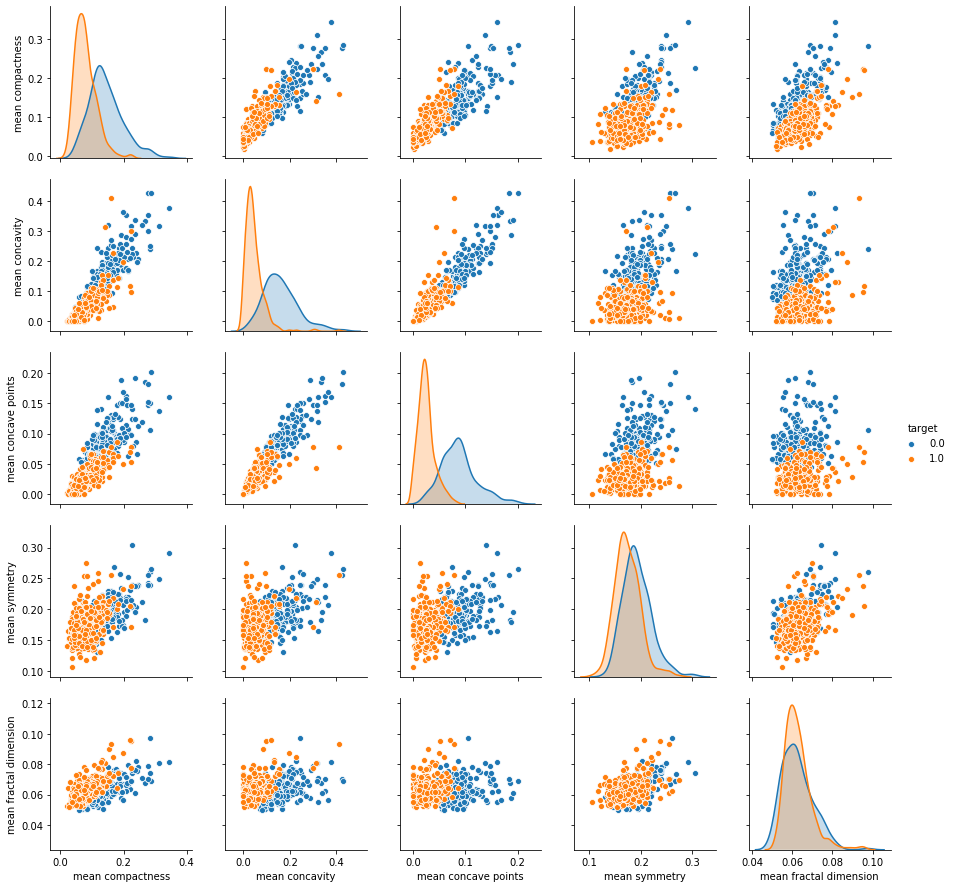 mean compactness
0.3
0.2
0.1
0.0
mean concavity
0.4
0.3
0.2
0.1
0.0
mean concave points
0.20
0.15
0.10
0.05
0.00
target
0.0
1.0
mean symmetry
0.30
0.25
0.20
0.15
0.10
mean fractal dimension
0.12
0.10
0.08
0.06
0.04
0.0 0.2 0.4
0.0 0.2 0.4
0.0 0.1 0.2
0.1 0.2 0.3
0.04 0.06 0.08 0.10
mean compactness
mean concavity
mean concave points
mean symmetry
mean fractal dimension